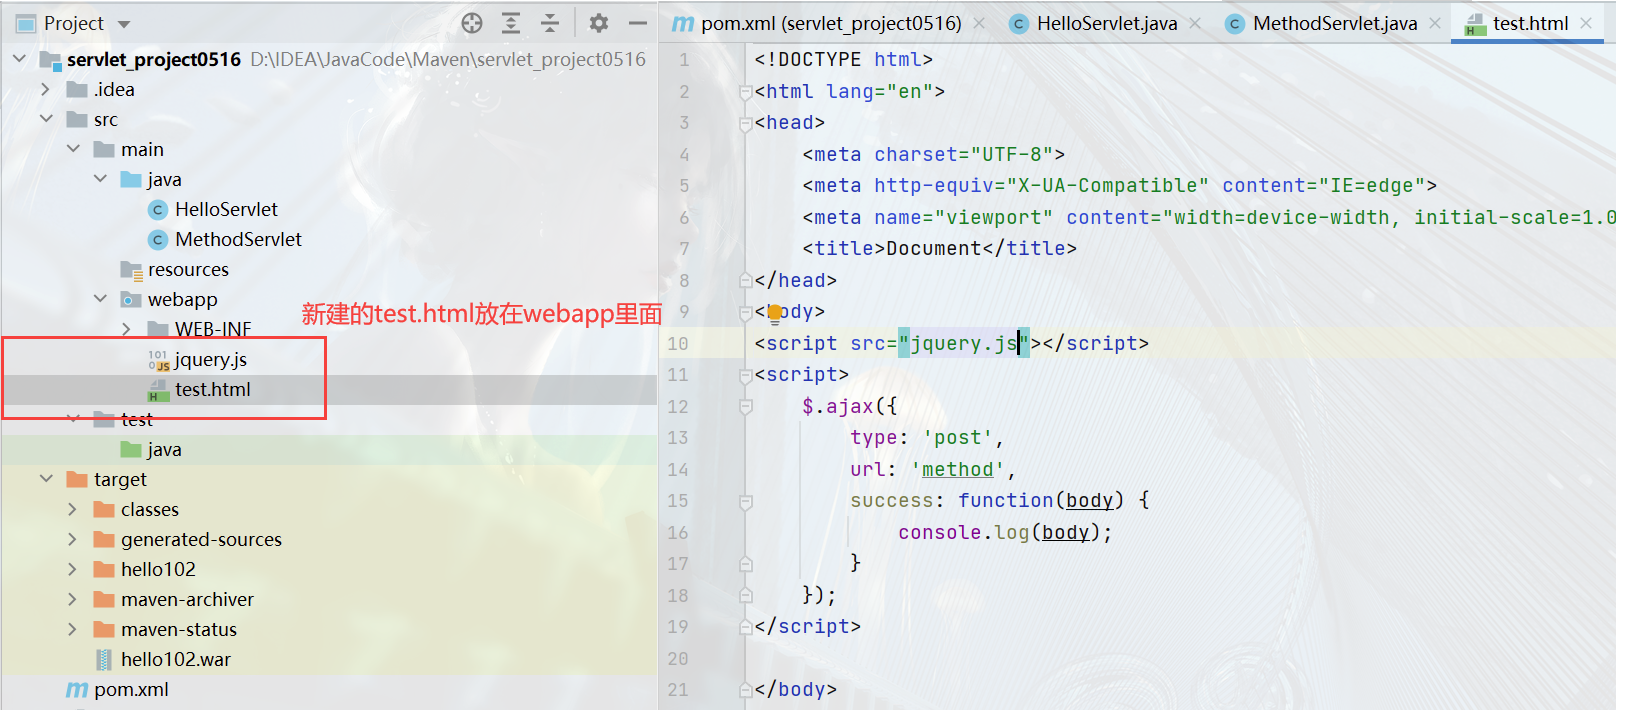 Project
servlet_project0516 D:\IDEA\JavaCode\Maven\servlet_project0516
.idea
src
main
java
HelloServlet
MethodServlet
resources
webapp
新建的test.html放在webapp里面
WEB-INF
jquery.js
test.html
test
java
target
classes
generated-sources
hello102
maven-archiver
maven-status
hello102.war
pom.xml
pom.xml (servlet_project0516) HelloServlet.java MethodServlet.java test.html
1 <!DOCTYPE html>
2 <html lang="en">
3 <head>
4 <meta charset="UTF-8">
5 <meta http-equiv="X-UA-Compatible" content="IE=edge">
6 <meta name="viewport" content="width=device-width, initial-scale=1.0
7 <title>Document</title>
8 </head>
9 <body>
10 <script src="jquery.js"></script>
11 <script>
12 $.ajax({
13 type: 'post',
14 url: 'method',
15 success: function(body) {
16 console.log(body);
17 }
18 });
19 </script>
20
21 </body>